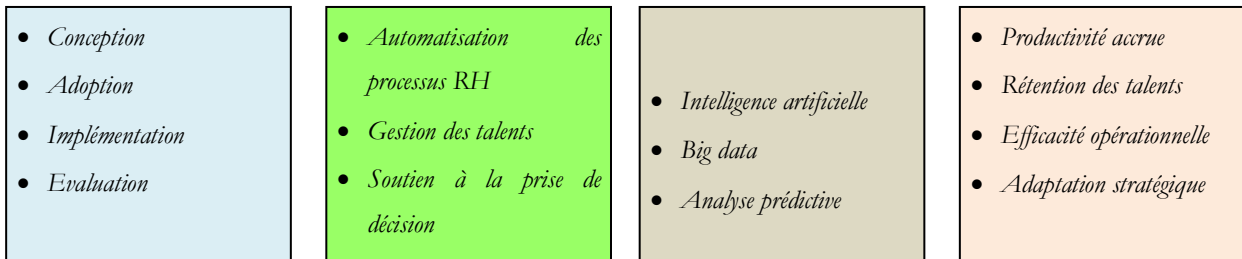 • Conception
• Adoption
• Implémentation
• Evaluation
• Automatisation des
processus RH
• Gestion des talents
• Soutien à la prise de
décision
• Intelligence artificielle
• Big data
• Analyse prédictive
• Productivité accrue
• Rétention des talents
• Efficacité opérationnelle
• Adaptation stratégique